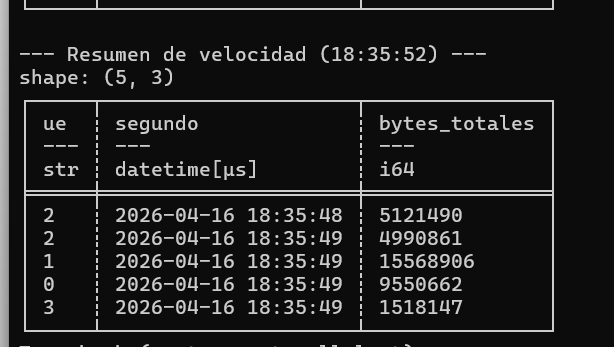 --- Resumen de velocidad (18:35:52) ---
shape: (5, 3)
ue segundo bytes_totales
--- --- ---
str datetime[μs] i64
2 2026-04-16 18:35:48 5121490
2 2026-04-16 18:35:49 4990861
1 2026-04-16 18:35:49 15568906
0 2026-04-16 18:35:49 9550662
3 2026-04-16 18:35:49 1518147